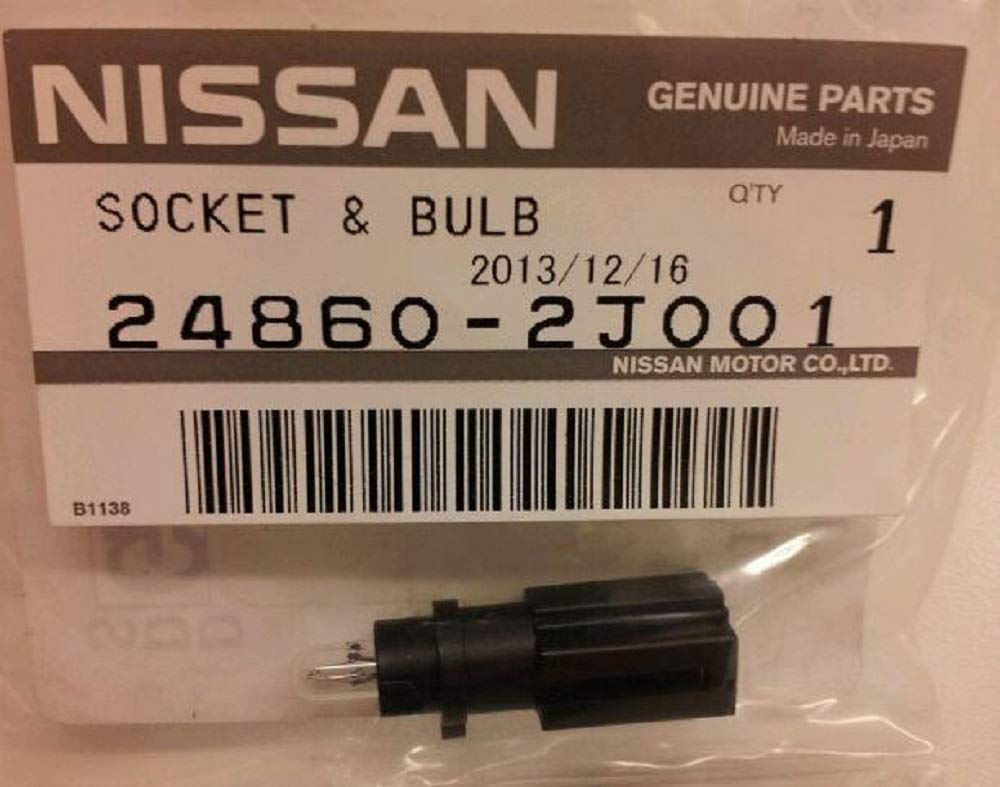 NISSAN
GENUINE PARTS
Made in Japan
SOCKET & BULB
Q'TY 1
2013/12/16
24860-2J001
NISSAN MOTOR CO.,LTD.
B1138